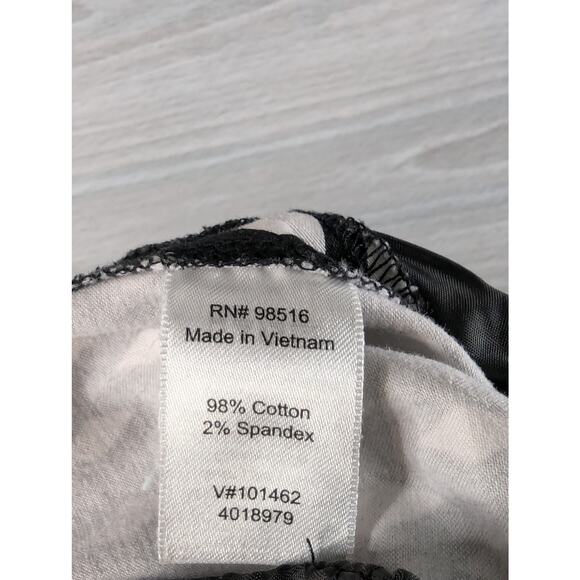 RN# 98516
Made in Vietnam
98% Cotton
2% Spandex
V#101462
4018979